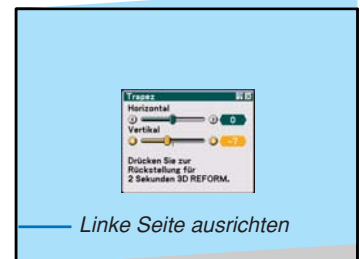 Trapez
Horizontal
0
Vertikal
-7
Drücken Sie zur
Rückstellung für
2 Sekunden 3D REFORM.
Linke Seite ausrichten